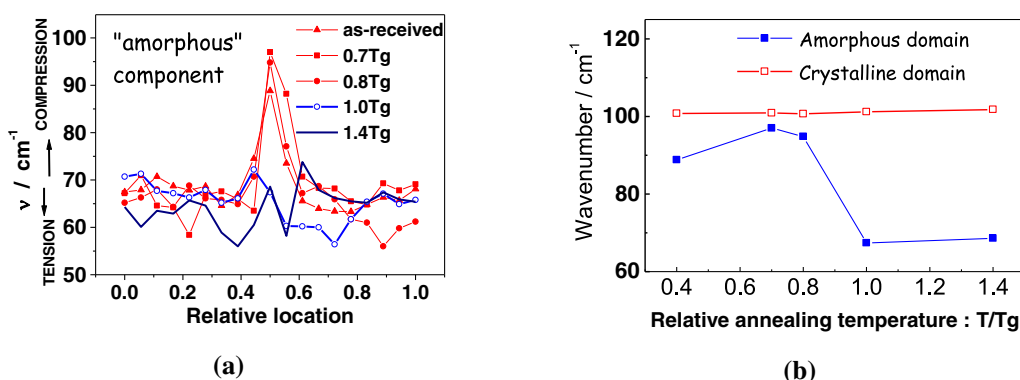 "amorphous"
component
as-received
0.7Tg
0.8Tg
1.0Tg
1.4Tg
100
90
80
70
60
50
ν / cm-1
TENSION
COMPRESSION
0.0 0.2 0.4 0.6 0.8 1.0
Relative location
(a)
Amorphous domain
Crystalline domain
120
100
80
60
Wavenumber / cm-1
0.4 0.6 0.8 1.0 1.2 1.4
Relative annealing temperature : T/Tg
(b)